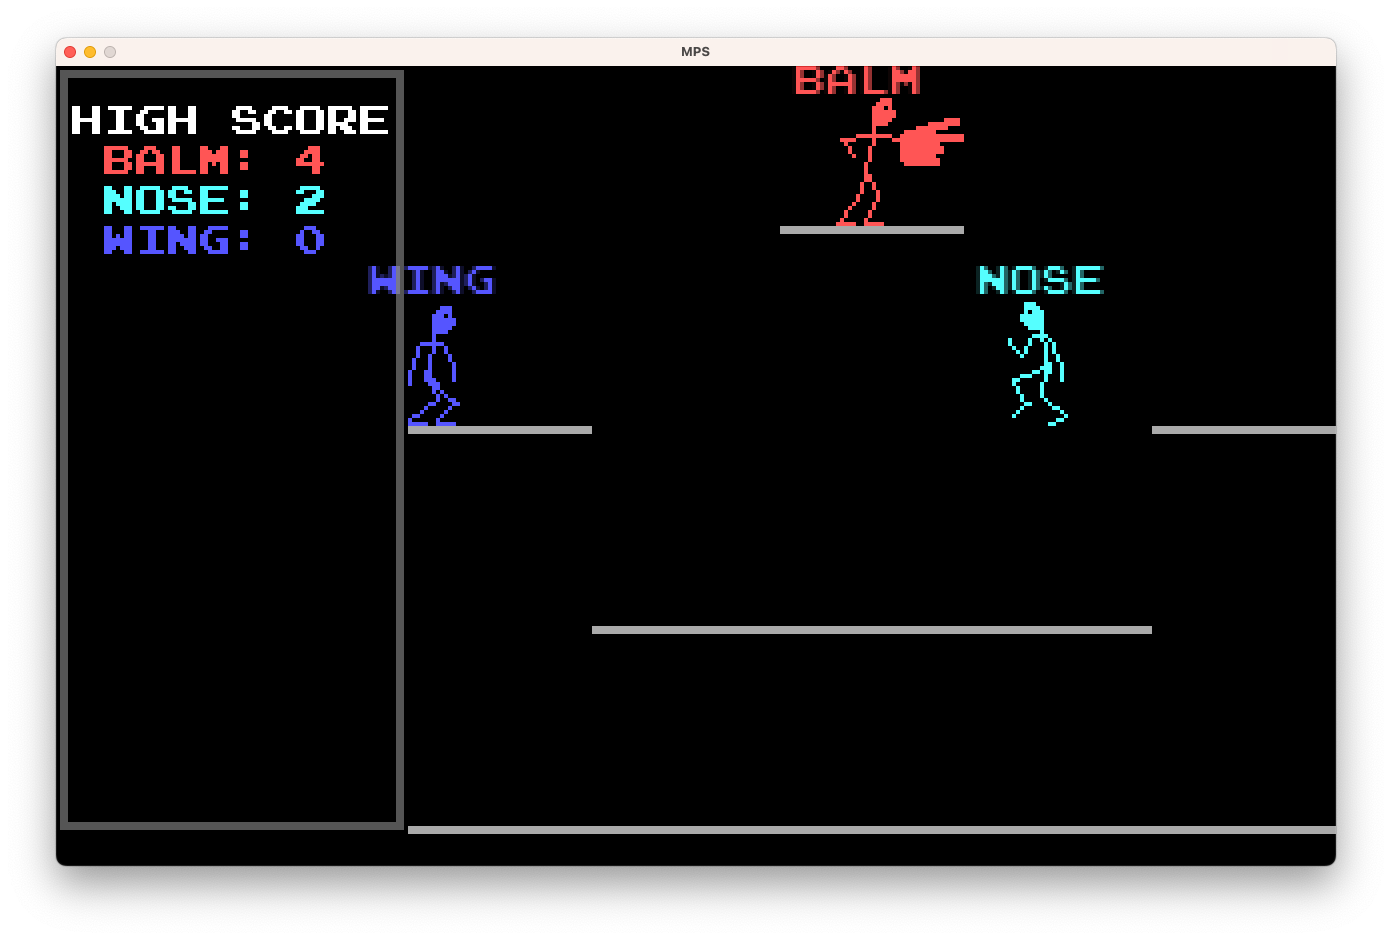 MPS
HIGH SCORE
BALM: 4
NOSE: 2
WING: 0
BALM
WING
NOSE